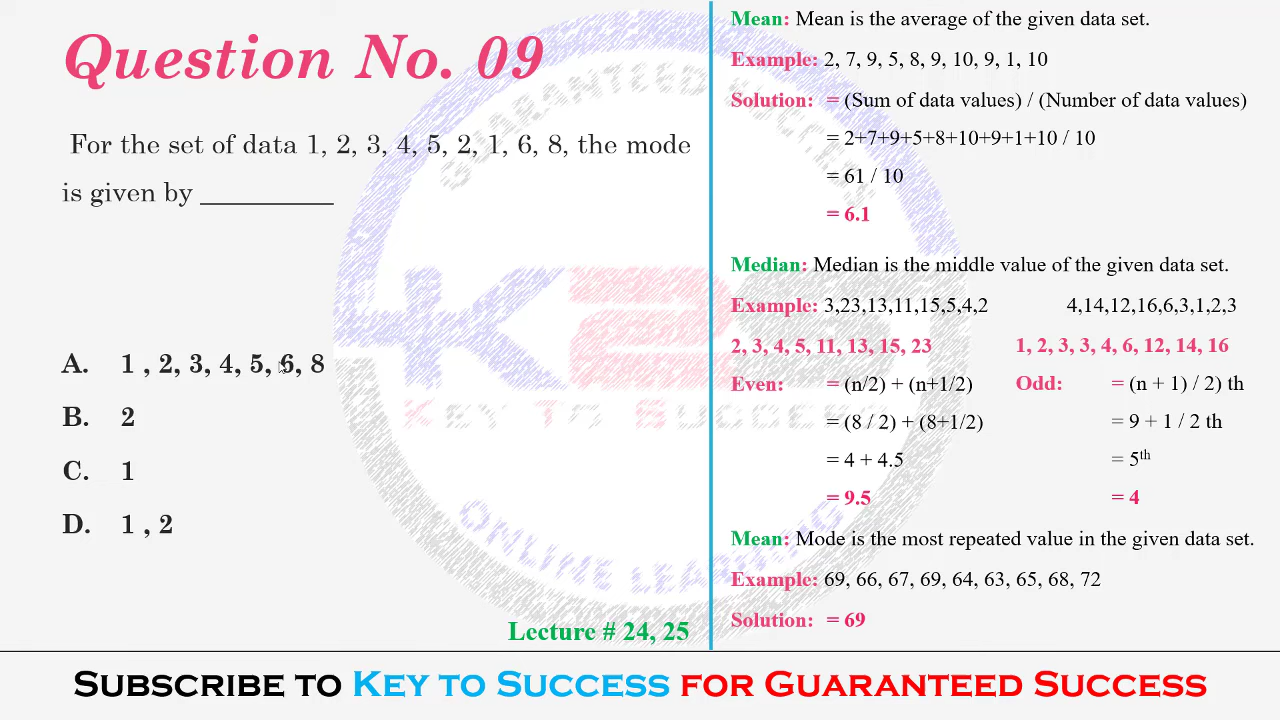 Question No. 09
For the set of data 1, 2, 3, 4, 5, 2, 1, 6, 8, the mode
is given by __________
A. 1 , 2, 3, 4, 5, 6, 8
B. 2
C. 1
D. 1 , 2
Lecture # 24, 25
Mean: Mean is the average of the given data set.
Example: 2, 7, 9, 5, 8, 9, 10, 9, 1, 10
Solution: = (Sum of data values) / (Number of data values)
= 2+7+9+5+8+10+9+1+10 / 10
= 61 / 10
= 6.1
Median: Median is the middle value of the given data set.
Example: 3,23,13,11,15,5,4,2 4,14,12,16,6,3,1,2,3
2, 3, 4, 5, 11, 13, 15, 23 1, 2, 3, 3, 4, 6, 12, 14, 16
Even: = (n/2) + (n+1/2) Odd: = (n + 1) / 2) th
= (8 / 2) + (8+1/2) = 9 + 1 / 2 th
= 4 + 4.5 = 5th
= 9.5 = 4
Mean: Mode is the most repeated value in the given data set.
Example: 69, 66, 67, 69, 64, 63, 65, 68, 72
Solution: = 69
GUARANTEED SUCCESS
K2S
KEY TO SUCCESS
ONLINE LEARNING
SUBSCRIBE TO KEY TO SUCCESS FOR GUARANTEED SUCCESS